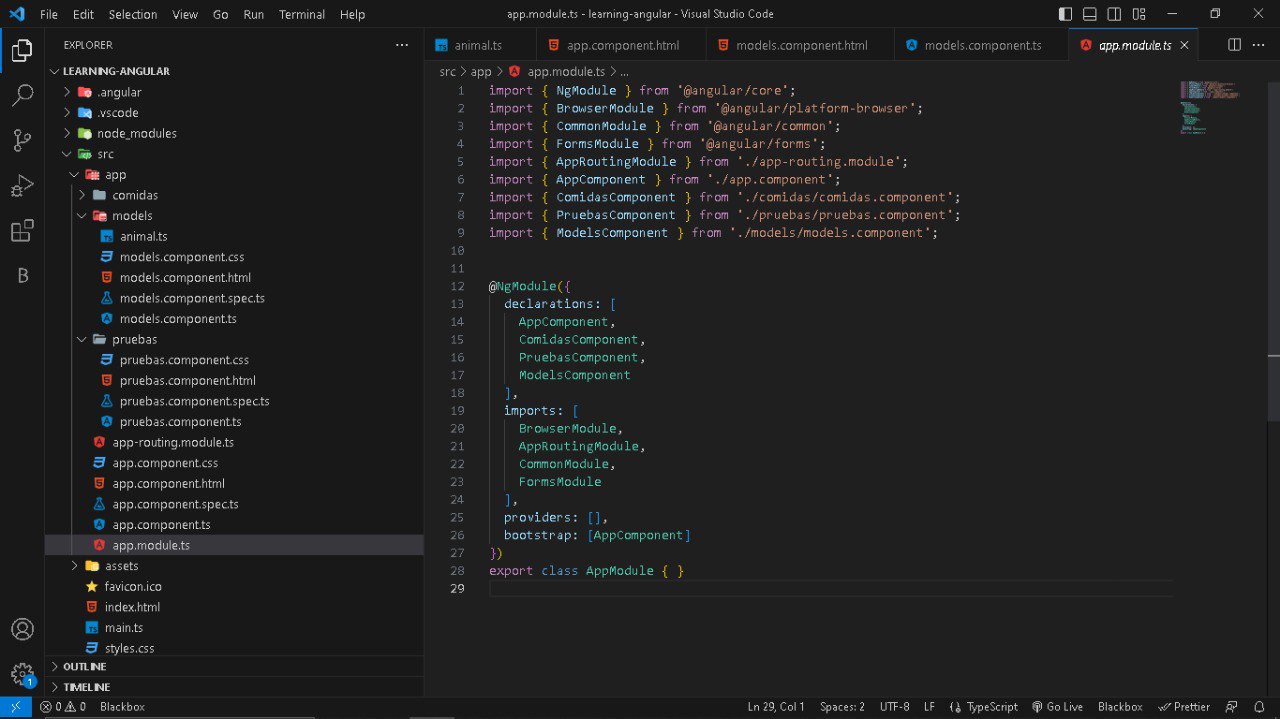 File Edit Selection View Go Run Terminal Help app.module.ts - learning-angular - Visual Studio Code
EXPLORER
LEARNING-ANGULAR
.angular
.vscode
node_modules
src
app
comidas
models
animal.ts
models.component.css
models.component.html
models.component.spec.ts
models.component.ts
pruebas
pruebas.component.css
pruebas.component.html
pruebas.component.spec.ts
pruebas.component.ts
app-routing.module.ts
app.component.css
app.component.html
app.component.spec.ts
app.component.ts
app.module.ts
assets
favicon.ico
index.html
main.ts
styles.css
OUTLINE
TIMELINE
animal.ts app.component.html models.component.html models.component.ts app.module.ts
src > app > app.module.ts > ...
1 import { NgModule } from '@angular/core';
2 import { BrowserModule } from '@angular/platform-browser';
3 import { CommonModule } from '@angular/common';
4 import { FormsModule } from '@angular/forms';
5 import { AppRoutingModule } from './app-routing.module';
6 import { AppComponent } from './app.component';
7 import { ComidasComponent } from './comidas/comidas.component';
8 import { PruebasComponent } from './pruebas/pruebas.component';
9 import { ModelsComponent } from './models/models.component';
10
11
12 @NgModule({
13 declarations: [
14 AppComponent,
15 ComidasComponent,
16 PruebasComponent,
17 ModelsComponent
18 ],
19 imports: [
20 BrowserModule,
21 AppRoutingModule,
22 CommonModule,
23 FormsModule
24 ],
25 providers: [],
26 bootstrap: [AppComponent]
27 })
28 export class AppModule { }
29
B
1
0 0 Blackbox Ln 29, Col 1 Spaces: 2 UTF-8 LF TypeScript Go Live Blackbox Prettier